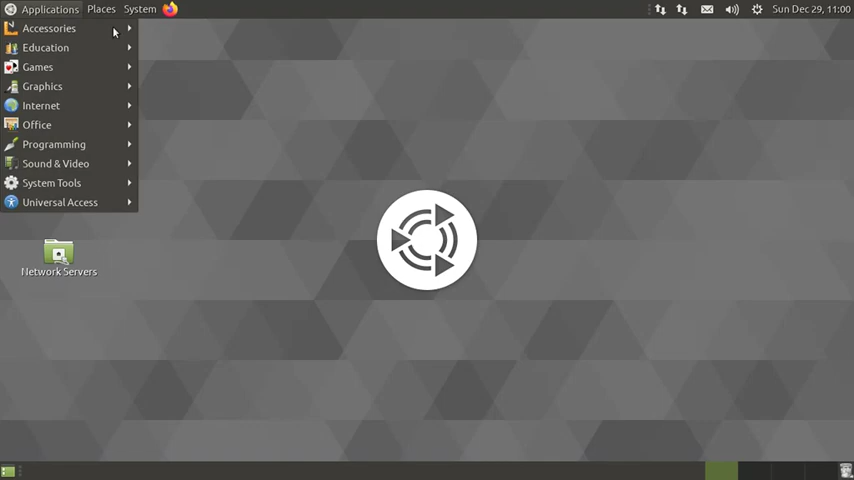 Applications Places System Sun Dec 29, 11:00
Accessories
Education
Games
Graphics
Internet
Office
Programming
Sound & Video
System Tools
Universal Access
Network Servers